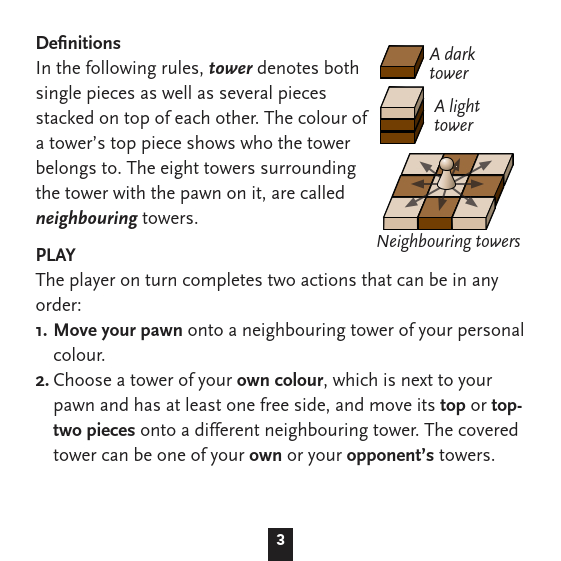 Definitions
In the following rules, tower denotes both
single pieces as well as several pieces
stacked on top of each other. The colour of
a tower's top piece shows who the tower
belongs to. The eight towers surrounding
the tower with the pawn on it, are called
neighbouring towers.
A dark
tower
A light
tower
Neighbouring towers
PLAY
The player on turn completes two actions that can be in any
order:
1. Move your pawn onto a neighbouring tower of your personal
colour.
2. Choose a tower of your own colour, which is next to your
pawn and has at least one free side, and move its top or top-
two pieces onto a different neighbouring tower. The covered
tower can be one of your own or your opponent's towers.
3